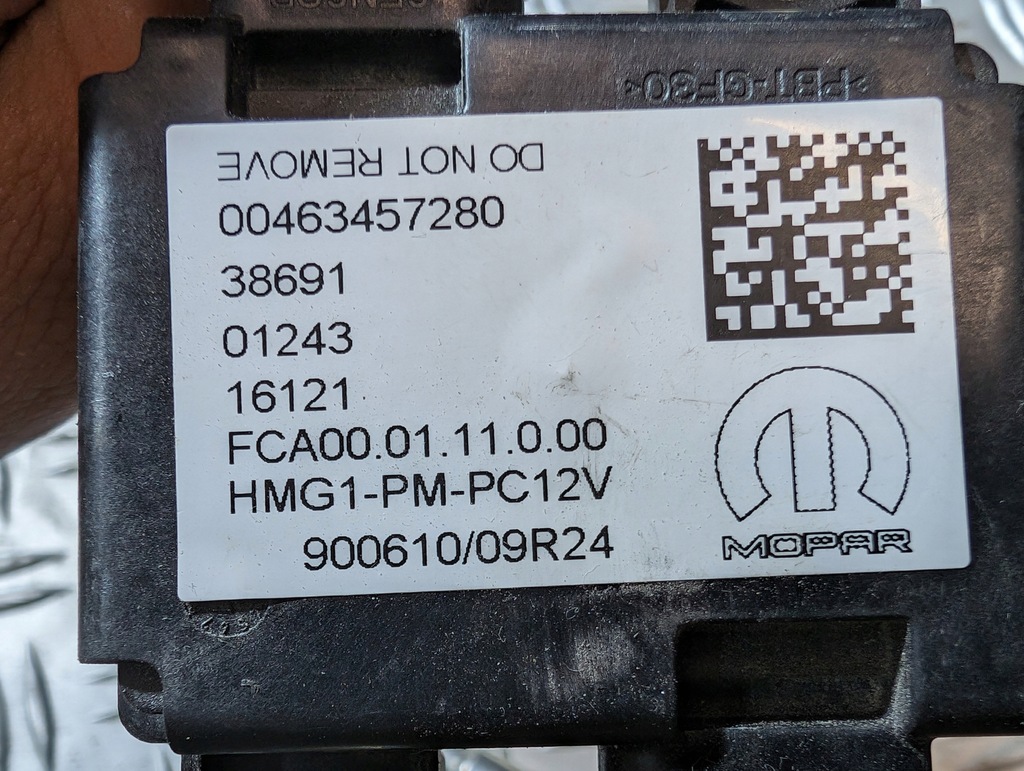 SENCOR
>PBT-GF30<
DO NOT REMOVE
00463457280
38691
01243
16121
FCA00.01.11.0.00
HMG1-PM-PC12V
900610/09R24
MOPAR